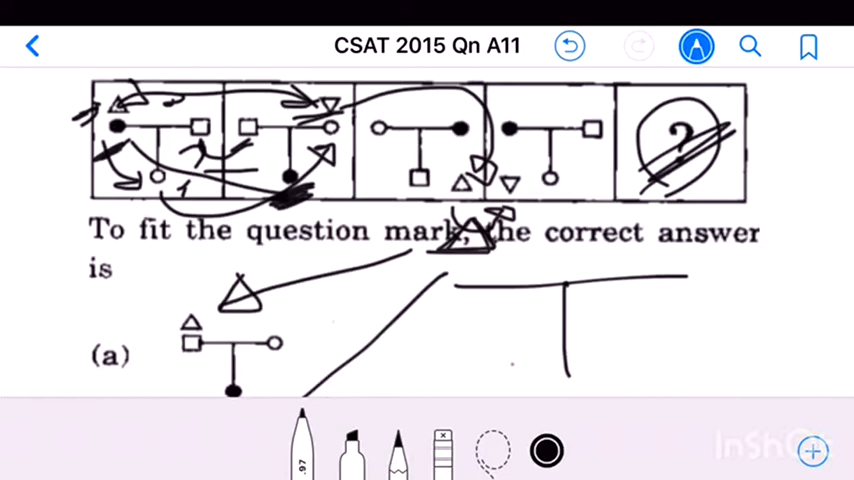 CSAT 2015 Qn A11
?
To fit the question mark, the correct answer
is
(a)
.97
InShOt